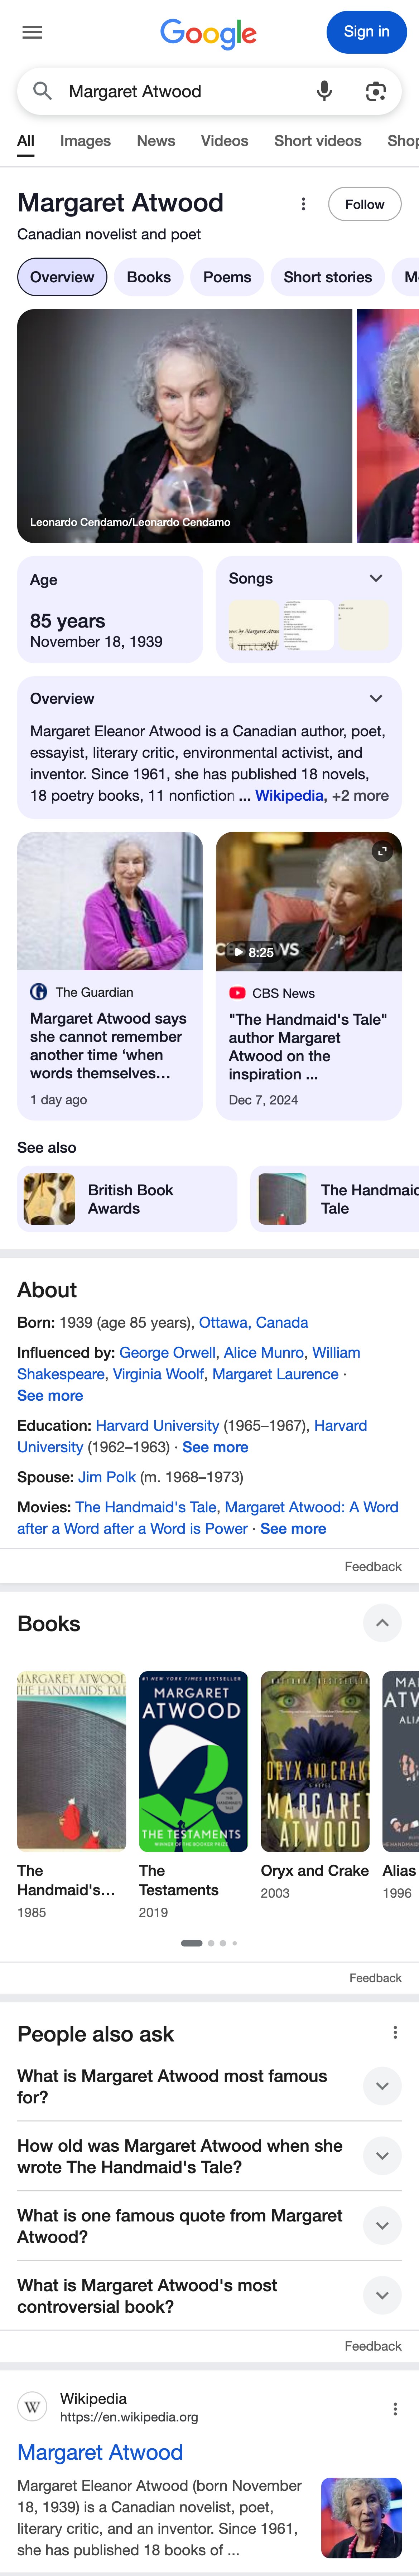 Google
Sign in
Margaret Atwood
All Images News Videos Short videos Shop
Margaret Atwood
Follow
Canadian novelist and poet
Overview Books Poems Short stories
Leonardo Cendamo/Leonardo Cendamo
Age
85 years
November 18, 1939
Songs
Overview
Margaret Eleanor Atwood is a Canadian author, poet,
essayist, literary critic, environmental activist, and
inventor. Since 1961, she has published 18 novels,
18 poetry books, 11 nonfiction ... Wikipedia, +2 more
The Guardian
Margaret Atwood says
she cannot remember
another time ‘when
words themselves...
1 day ago
CBS NEWS
8:25
CBS News
"The Handmaid's Tale"
author Margaret
Atwood on the
inspiration ...
Dec 7, 2024
See also
British Book
Awards
The Handmaid
Tale
About
Born: 1939 (age 85 years), Ottawa, Canada
Influenced by: George Orwell, Alice Munro, William
Shakespeare, Virginia Woolf, Margaret Laurence ·
See more
Education: Harvard University (1965–1967), Harvard
University (1962–1963) · See more
Spouse: Jim Polk (m. 1968–1973)
Movies: The Handmaid's Tale, Margaret Atwood: A Word
after a Word after a Word is Power · See more
Feedback
Books
MARGARET ATWOOD
THE HANDMAID'S TALE
The
Handmaid's...
1985
#1 NEW YORK TIMES BESTSELLER
MARGARET
ATWOOD
THE TESTAMENTS
WINNER OF THE BOOKER PRIZE
The
Testaments
2019
NATIONAL BESTSELLER
ORYX AND CRAK
A NOVEL
MARGARET
ATWOOD
Oryx and Crake
2003
MA
ATW
ALIA
Alias
1996
Feedback
People also ask
What is Margaret Atwood most famous
for?
How old was Margaret Atwood when she
wrote The Handmaid's Tale?
What is one famous quote from Margaret
Atwood?
What is Margaret Atwood's most
controversial book?
Feedback
W
Wikipedia
https://en.wikipedia.org
Margaret Atwood
Margaret Eleanor Atwood (born November
18, 1939) is a Canadian novelist, poet,
literary critic, and an inventor. Since 1961,
she has published 18 books of ...